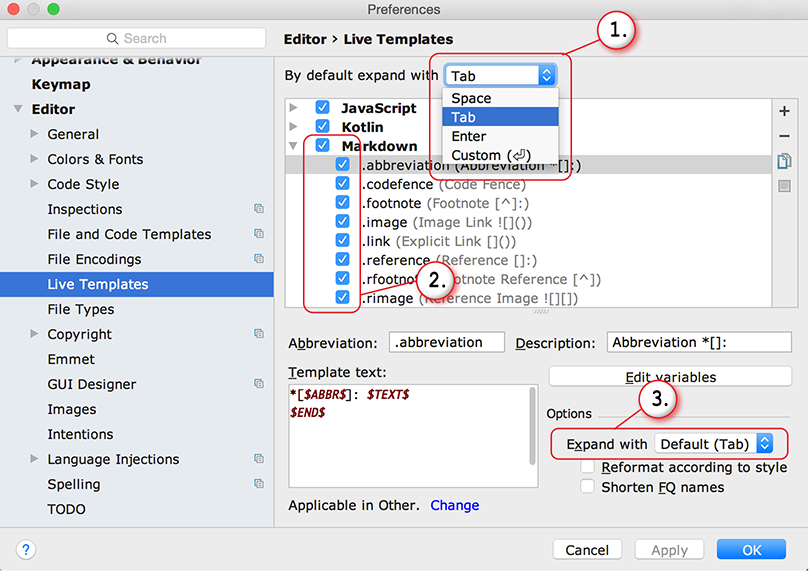 Preferences
Search
Appearance & Behavior
Keymap
Editor
General
Colors & Fonts
Code Style
Inspections
File and Code Templates
File Encodings
Live Templates
File Types
Copyright
Emmet
GUI Designer
Images
Intentions
Language Injections
Spelling
TODO
Editor › Live Templates
1.
By default expand with Tab
Space
Tab
Enter
Custom (⏎)
JavaScript
Kotlin
Markdown
.abbreviation (Abbreviation *[]:)
.codefence (Code Fence)
.footnote (Footnote [^]:)
.image (Image Link ![]())
.link (Explicit Link []())
.reference (Reference []:)
Reference [^])
.rimage (Reference Image ![][])
2.
Abbreviation: .abbreviation Description: Abbreviation *[]:
Template text:
*[$ABBR$]: $TEXT$
$END$
Edit variables
3.
Options
Expand with Default (Tab)
Reformat according to style
Shorten FQ names
Applicable in Other. Change
? Cancel Apply OK